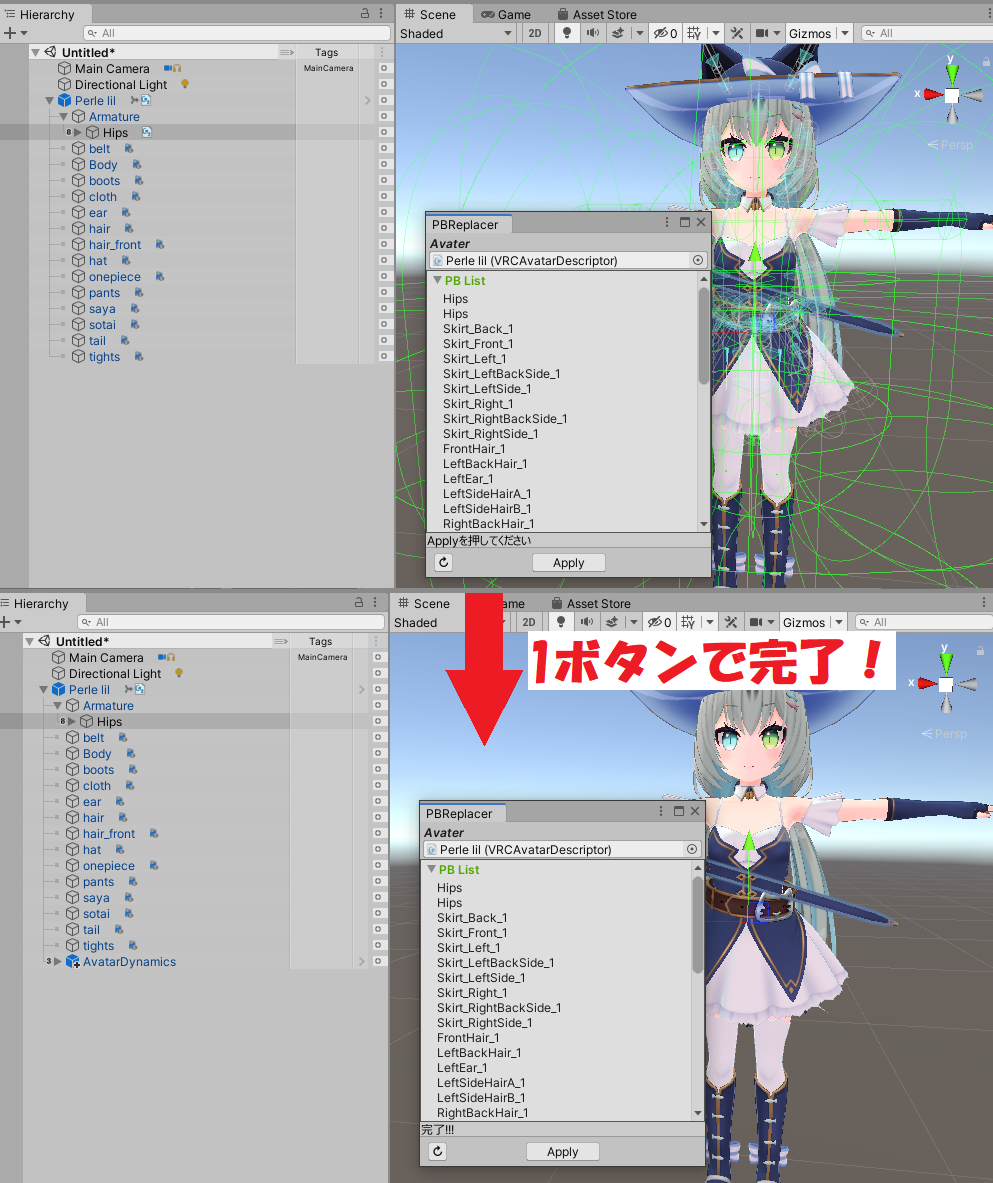 Hierarchy
All
Untitled*
Tags
Main Camera
MainCamera
Directional Light
Perle lil
Armature
8
Hips
belt
Body
boots
cloth
ear
hair
hair_front
hat
onepiece
pants
saya
sotai
tail
tights
Scene
Game
Asset Store
Shaded
2D
0
Gizmos
All
y
x
Persp
PBReplacer
Avater
Perle lil (VRCAvatarDescriptor)
PB List
Hips
Hips
Skirt_Back_1
Skirt_Front_1
Skirt_Left_1
Skirt_LeftBackSide_1
Skirt_LeftSide_1
Skirt_Right_1
Skirt_RightBackSide_1
Skirt_RightSide_1
FrontHair_1
LeftBackHair_1
LeftEar_1
LeftSideHairA_1
LeftSideHairB_1
RightBackHair_1
Applyを押してください
Apply
Hierarchy
All
Untitled*
Tags
Main Camera
MainCamera
Directional Light
Perle lil
Armature
8
Hips
belt
Body
boots
cloth
ear
hair
hair_front
hat
onepiece
pants
saya
sotai
tail
tights
3
AvatarDynamics
Scene
ame
Asset Store
Shaded
2D
0
Gizmos
All
1ボタンで完了！
y
x
Persp
PBReplacer
Avater
Perle lil (VRCAvatarDescriptor)
PB List
Hips
Hips
Skirt_Back_1
Skirt_Front_1
Skirt_Left_1
Skirt_LeftBackSide_1
Skirt_LeftSide_1
Skirt_Right_1
Skirt_RightBackSide_1
Skirt_RightSide_1
FrontHair_1
LeftBackHair_1
LeftEar_1
LeftSideHairA_1
LeftSideHairB_1
RightBackHair_1
完了!!!
Apply